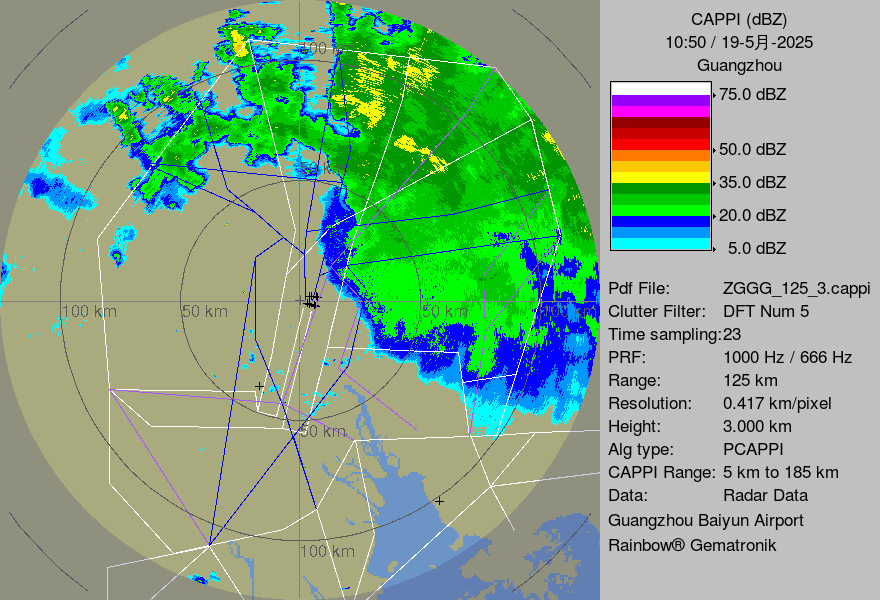 CAPPI (dBZ)
10:50 / 19-5月-2025
Guangzhou
75.0 dBZ
50.0 dBZ
35.0 dBZ
20.0 dBZ
5.0 dBZ
Pdf File: ZGGG_125_3.cappi
Clutter Filter: DFT Num 5
Time sampling:23
PRF: 1000 Hz / 666 Hz
Range: 125 km
Resolution: 0.417 km/pixel
Height: 3.000 km
Alg type: PCAPPI
CAPPI Range: 5 km to 185 km
Data: Radar Data
Guangzhou Baiyun Airport
Rainbow® Gematronik
100 km
50 km
100 km
50 km
50 km
100 km
50 km
100 km